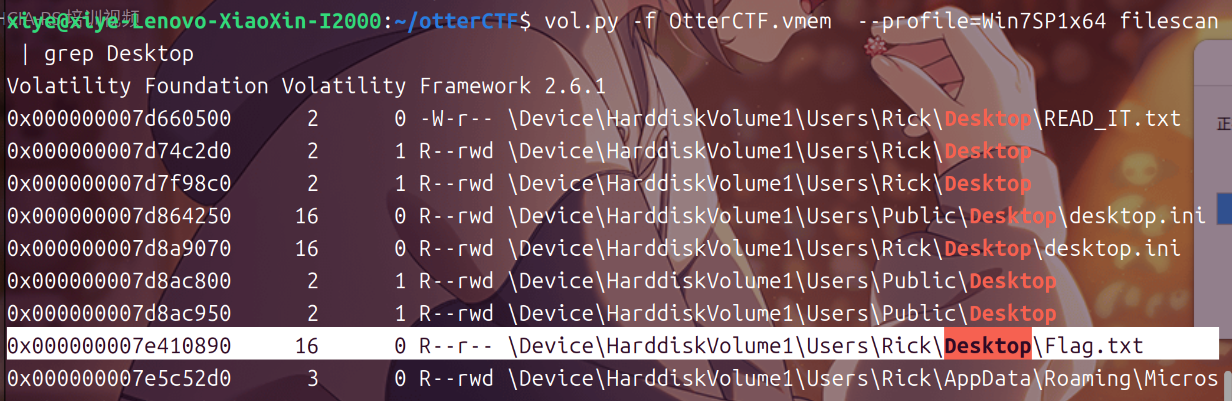 xiye@xiye-Lenovo-XiaoXin-I2000:~/otterCTF$ vol.py -f OtterCTF.vmem  --profile=Win7SP1x64 filescan
 | grep Desktop
Volatility Foundation Volatility Framework 2.6.1
0x000000007d660500      2      0 -W-r-- \Device\HarddiskVolume1\Users\Rick\Desktop\READ_IT.txt
0x000000007d74c2d0      2      1 R--rwd \Device\HarddiskVolume1\Users\Rick\Desktop
0x000000007d7f98c0      2      1 R--rwd \Device\HarddiskVolume1\Users\Rick\Desktop
0x000000007d864250     16      0 R--rwd \Device\HarddiskVolume1\Users\Public\Desktop\desktop.ini
0x000000007d8a9070     16      0 R--rwd \Device\HarddiskVolume1\Users\Rick\Desktop\desktop.ini
0x000000007d8ac800      2      1 R--rwd \Device\HarddiskVolume1\Users\Public\Desktop
0x000000007d8ac950      2      1 R--rwd \Device\HarddiskVolume1\Users\Public\Desktop
0x000000007e410890     16      0 R--r-- \Device\HarddiskVolume1\Users\Rick\Desktop\Flag.txt
0x000000007e5c52d0      3      0 R--rwd \Device\HarddiskVolume1\Users\Rick\AppData\Roaming\Micros
正